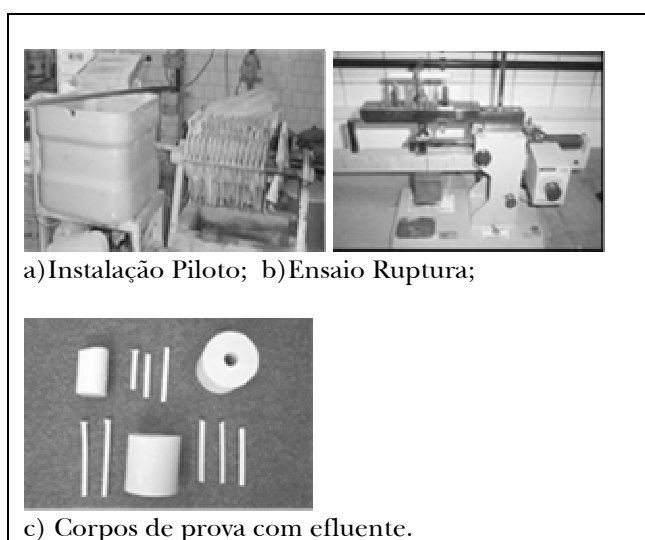 a)Instalação Piloto; b)Ensaio Ruptura;
c) Corpos de prova com efluente.